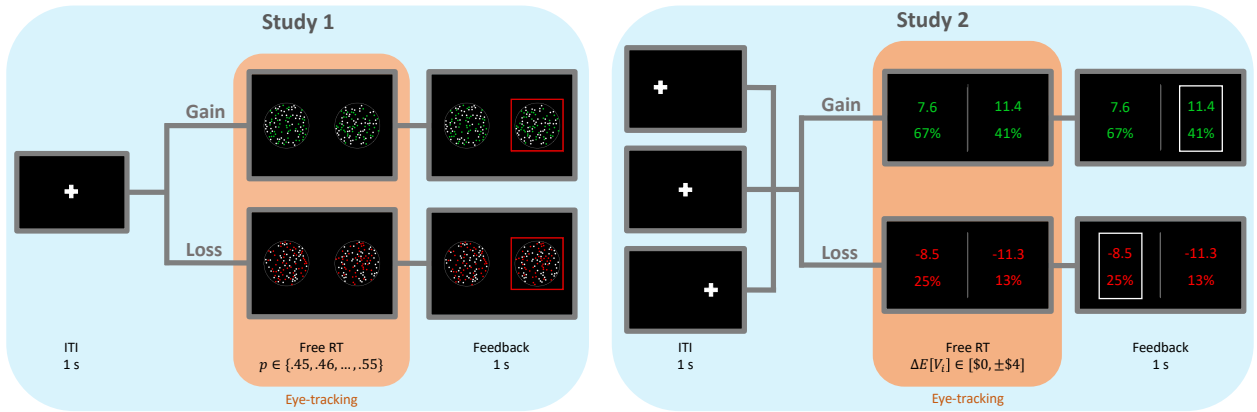 Study 1
Gain
Loss
ITI
1 s
Free RT
p ∈ {.45, .46, … , .55}
Feedback
1 s
Eye-tracking
Study 2
Gain
7.6 11.4
67% 41%
7.6 11.4
67% 41%
Loss
-8.5 -11.3
25% 13%
-8.5 -11.3
25% 13%
ITI
1 s
Free RT
ΔE[Vᵢ] ∈ [$0, ±$4]
Feedback
1 s
Eye-tracking